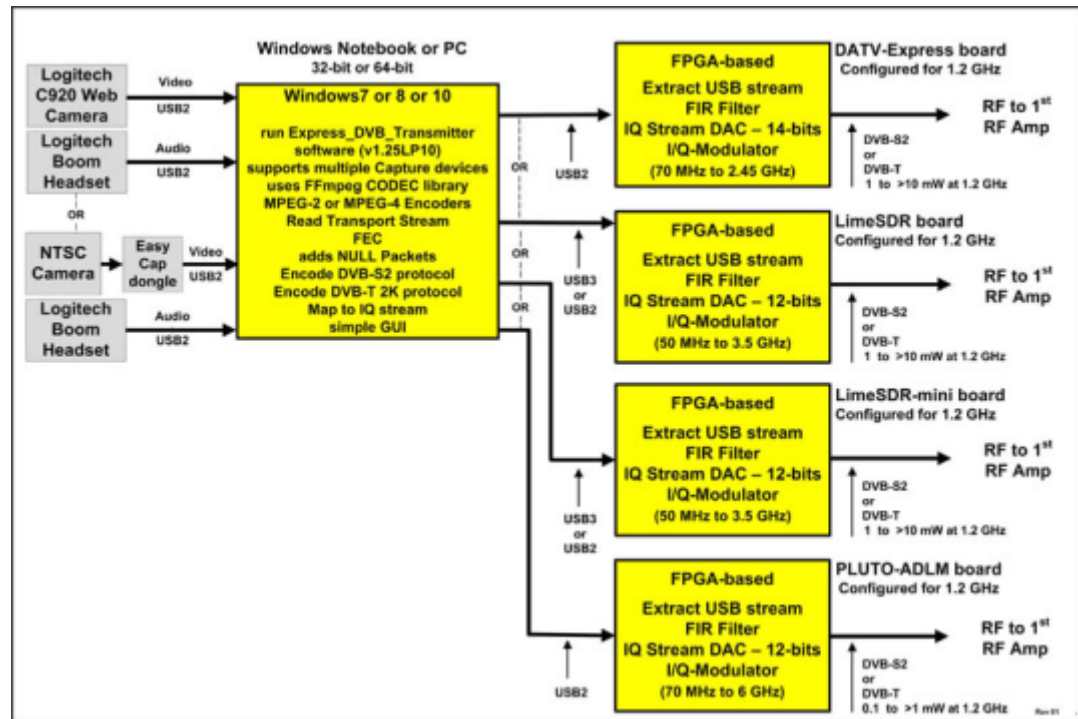 Windows Notebook or PC
32-bit or 64-bit
Logitech
C920 Web
Camera
Video
USB2
Logitech
Boom
Headset
Audio
USB2
OR
NTSC
Camera
Easy
Cap
dongle
Video
USB2
Logitech
Boom
Headset
Audio
USB2
Windows7 or 8 or 10
run Express_DVB_Transmitter
software (v1.25LP10)
supports multiple Capture devices
uses FFmpeg CODEC library
MPEG-2 or MPEG-4 Encoders
Read Transport Stream
FEC
adds NULL Packets
Encode DVB-S2 protocol
Encode DVB-T 2K protocol
Map to IQ stream
simple GUI
OR
OR
OR
USB2
FPGA-based
Extract USB stream
FIR Filter
IQ Stream DAC – 14-bits
I/Q-Modulator
(70 MHz to 2.45 GHz)
DATV-Express board
Configured for 1.2 GHz
RF to 1st
RF Amp
DVB-S2
or
DVB-T
1 to >10 mW at 1.2 GHz
USB3
or
USB2
FPGA-based
Extract USB stream
FIR Filter
IQ Stream DAC – 12-bits
I/Q-Modulator
(50 MHz to 3.5 GHz)
LimeSDR board
Configured for 1.2 GHz
RF to 1st
RF Amp
DVB-S2
or
DVB-T
1 to >10 mW at 1.2 GHz
USB3
or
USB2
FPGA-based
Extract USB stream
FIR Filter
IQ Stream DAC – 12-bits
I/Q-Modulator
(50 MHz to 3.5 GHz)
LimeSDR-mini board
Configured for 1.2 GHz
RF to 1st
RF Amp
DVB-S2
or
DVB-T
1 to >10 mW at 1.2 GHz
USB2
FPGA-based
Extract USB stream
FIR Filter
IQ Stream DAC – 12-bits
I/Q-Modulator
(70 MHz to 6 GHz)
PLUTO-ADLM board
Configured for 1.2 GHz
RF to 1st
RF Amp
DVB-S2
or
DVB-T
0.1 to >1 mW at 1.2 GHz